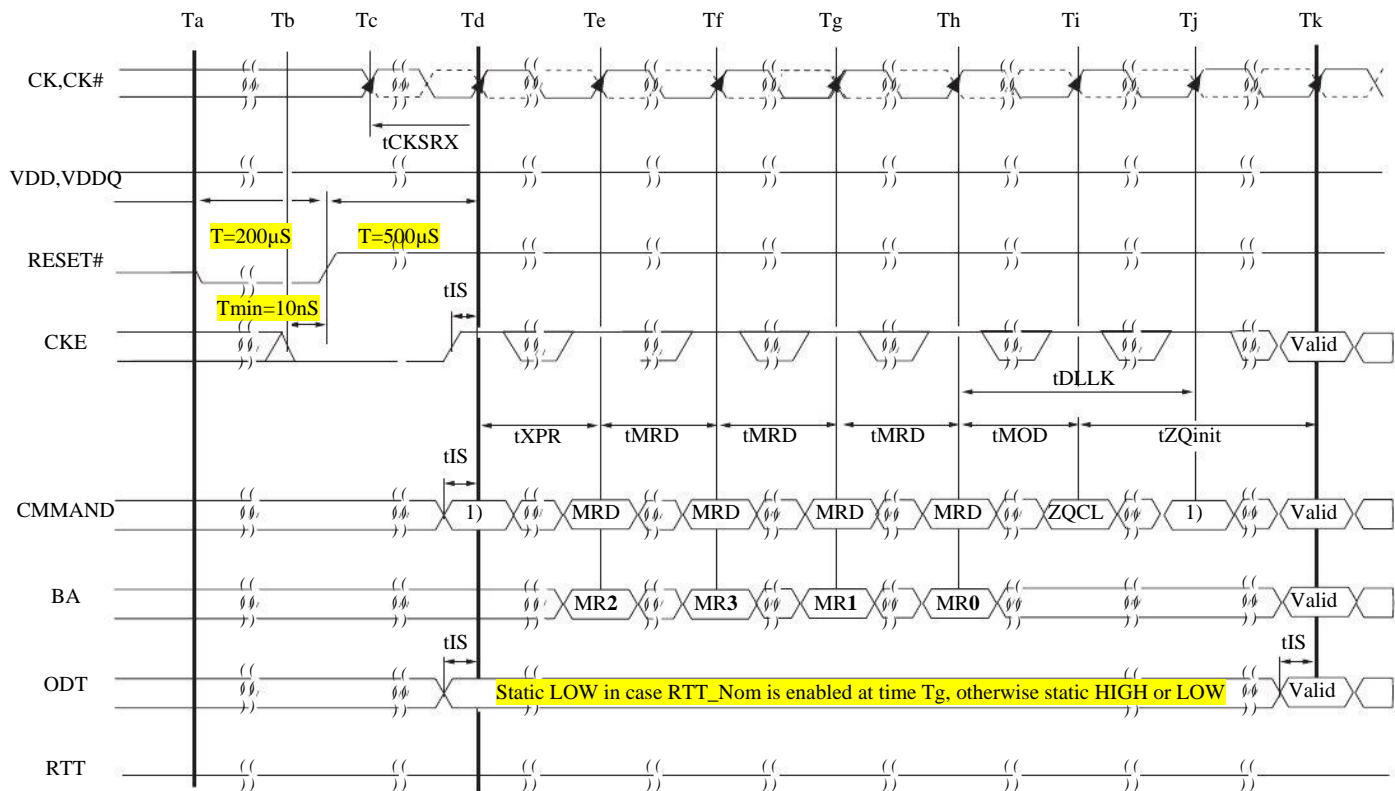 Ta Tb Tc Td Te Tf Tg Th Ti Tj Tk
CK,CK#
tCKSRX
VDD,VDDQ
T=200µS T=500µS
RESET#
Tmin=10nS tIS
CKE Valid
tDLLK
tXPR tMRD tMRD tMRD tMOD tZQinit
tIS
CMMAND 1) MRD MRD MRD MRD ZQCL 1) Valid
BA MR2 MR3 MR1 MR0 Valid
tIS tIS
ODT Static LOW in case RTT_Nom is enabled at time Tg, otherwise static HIGH or LOW Valid
RTT